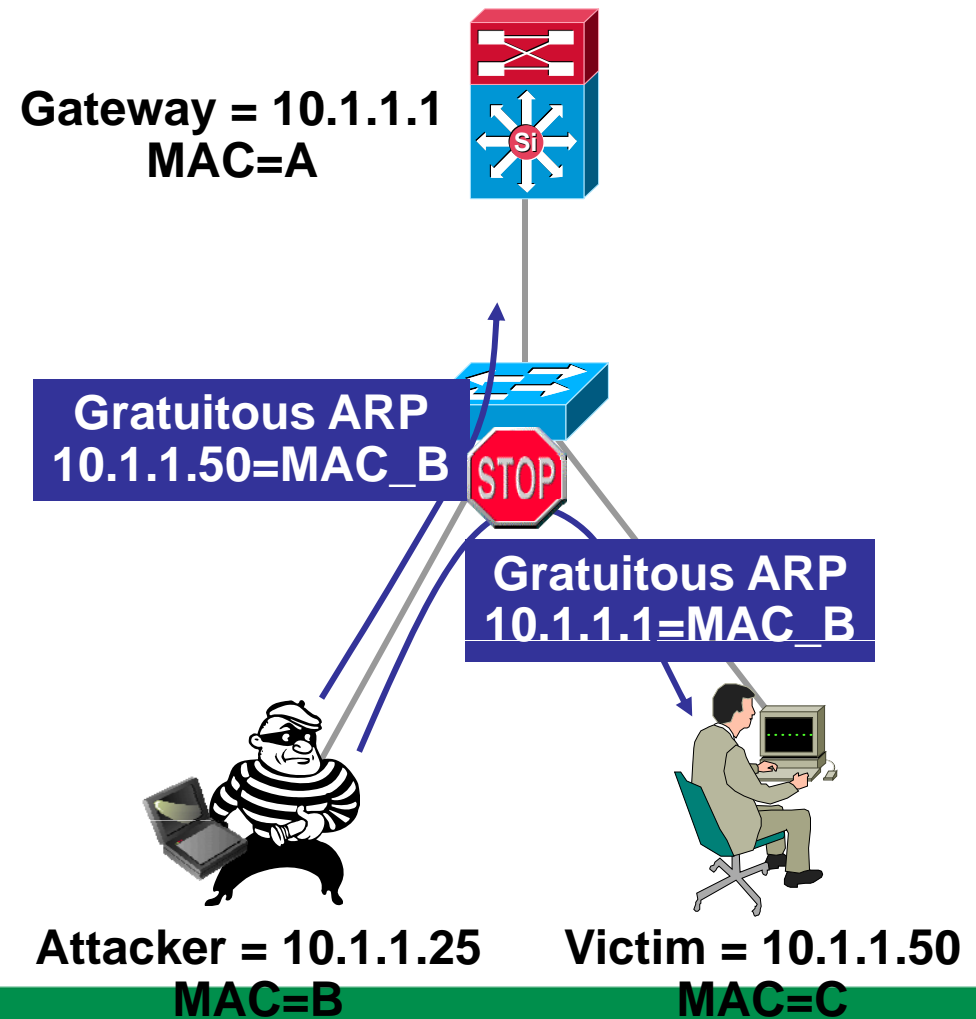 Gateway = 10.1.1.1
MAC=A
Si
Gratuitous ARP
10.1.1.50=MAC_B
STOP
Gratuitous ARP
10.1.1.1=MAC_B
Attacker = 10.1.1.25
MAC=B
Victim = 10.1.1.50
MAC=C